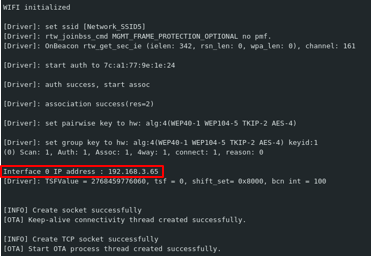 WIFI initialized
[Driver]: set ssid [Network_SSID5]
[Driver]: rtw_joinbss_cmd MGMT_FRAME_PROTECTION_OPTIONAL no pmf.
[Driver]: OnBeacon rtw_get_sec_ie (ielen: 342, rsn_len: 0, wpa_len: 0), channel: 161
[Driver]: start auth to 7c:a1:77:9e:1e:24
[Driver]: auth success, start assoc
[Driver]: association success(res=2)
[Driver]: set pairwise key to hw: alg:4(WEP40-1 WEP104-5 TKIP-2 AES-4)
[Driver]: set group key to hw: alg:4(WEP40-1 WEP104-5 TKIP-2 AES-4) keyid:1
(0) Scan: 1, Auth: 1, Assoc: 1, 4way: 1, connect: 1, reason: 0
Interface 0 IP address : 192.168.3.65
[Driver]: TSFValue = 2768459776060, tsf = 0, shift_set= 0x8000, bcn int = 100
[INFO] Create socket successfully
[OTA] Keep-alive connectivity thread created successfully.
[INFO] Create TCP socket successfully
[OTA] Start OTA process thread created successfully.